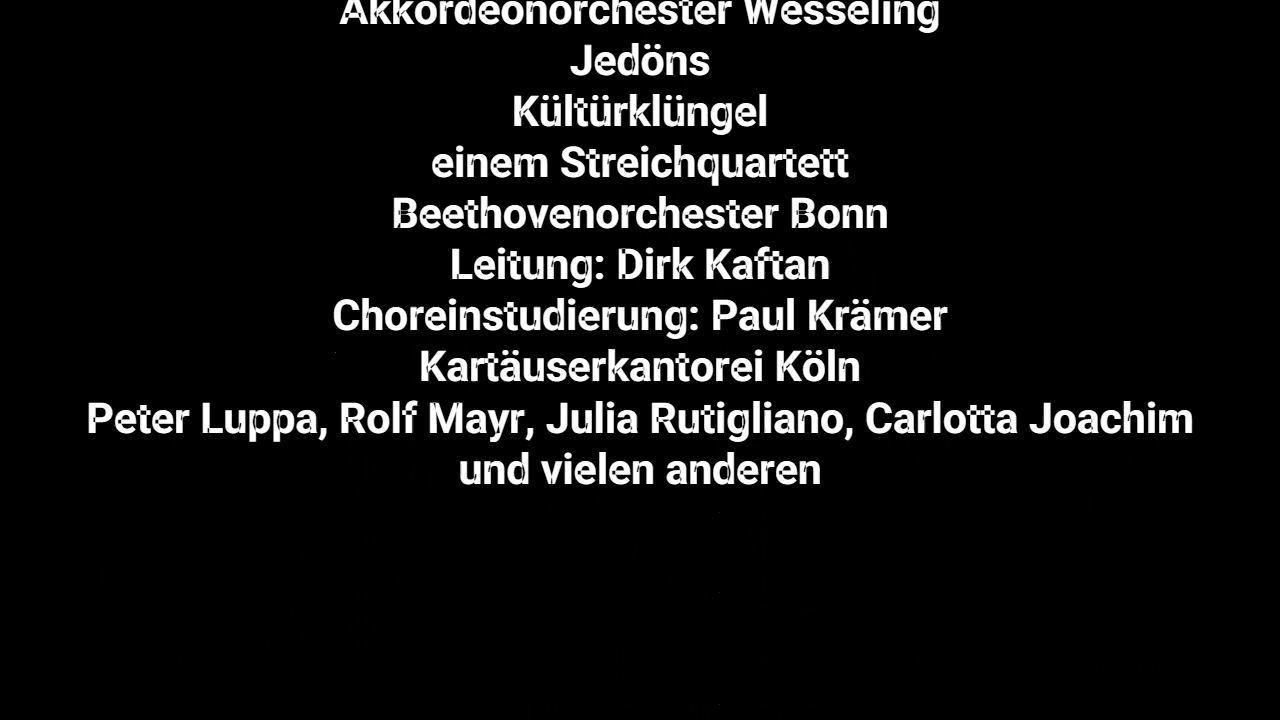 Akkordeonorchester Wesseling
Jedöns
Kültürklüngel
einem Streichquartett
Beethovenorchester Bonn
Leitung: Dirk Kaftan
Choreinstudierung: Paul Krämer
Kartäuserkantorei Köln
Peter Luppa, Rolf Mayr, Julia Rutigliano, Carlotta Joachim
und vielen anderen